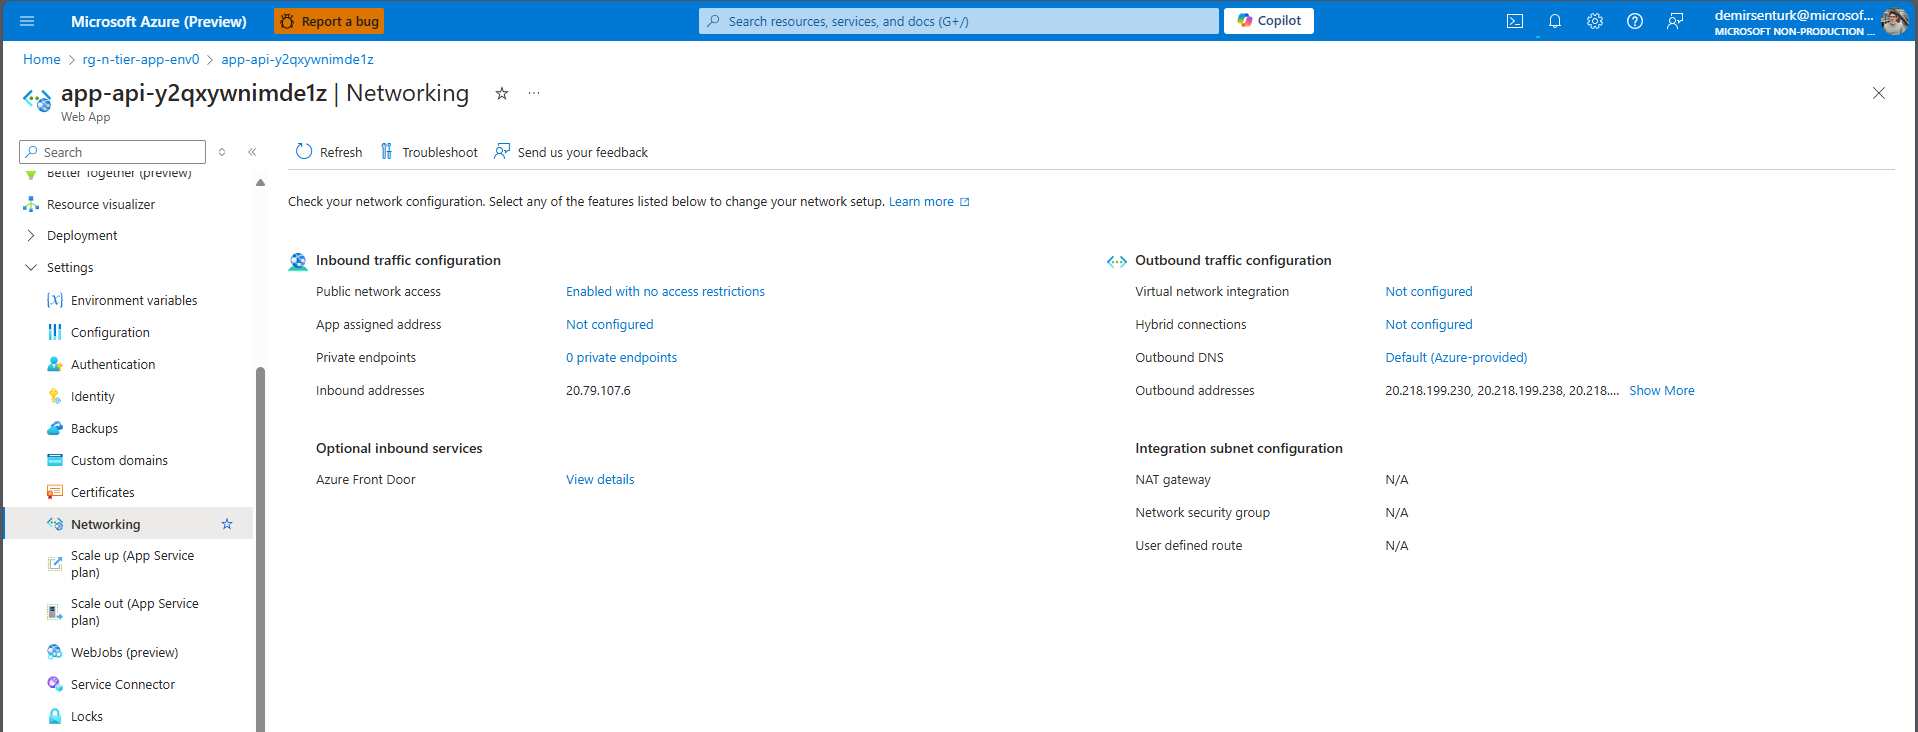 Microsoft Azure (Preview)
Report a bug
Search resources, services, and docs (G+/)
Copilot
demirsenturk@microsof...
MICROSOFT NON-PRODUCTION ...
Home > rg-n-tier-app-env0 > app-api-y2qxywnimde1z
app-api-y2qxywnimde1z | Networking
Web App
Search
Better Together (preview)
Resource visualizer
Deployment
Settings
Environment variables
Configuration
Authentication
Identity
Backups
Custom domains
Certificates
Networking
Scale up (App Service
plan)
Scale out (App Service
plan)
WebJobs (preview)
Service Connector
Locks
Refresh
Troubleshoot
Send us your feedback
Check your network configuration. Select any of the features listed below to change your network setup. Learn more
Inbound traffic configuration
Public network access Enabled with no access restrictions
App assigned address Not configured
Private endpoints 0 private endpoints
Inbound addresses 20.79.107.6
Optional inbound services
Azure Front Door View details
Outbound traffic configuration
Virtual network integration Not configured
Hybrid connections Not configured
Outbound DNS Default (Azure-provided)
Outbound addresses 20.218.199.230, 20.218.199.238, 20.218.... Show More
Integration subnet configuration
NAT gateway N/A
Network security group N/A
User defined route N/A